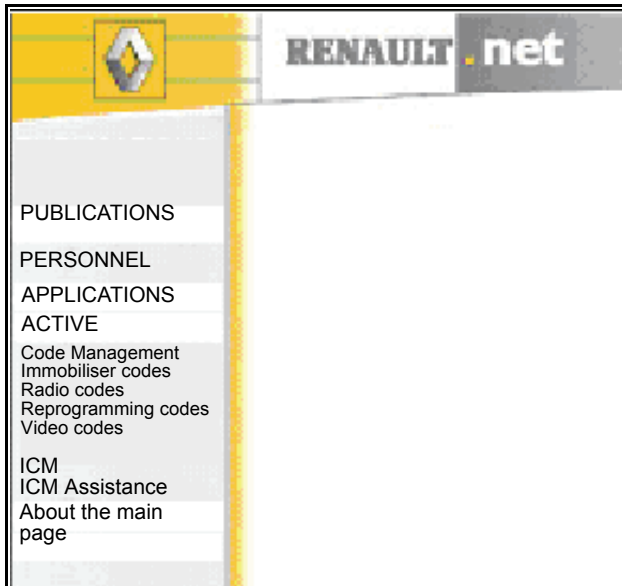 RENAULT .net
PUBLICATIONS
PERSONNEL
APPLICATIONS
ACTIVE
Code Management
Immobiliser codes
Radio codes
Reprogramming codes
Video codes
ICM
ICM Assistance
About the main
page